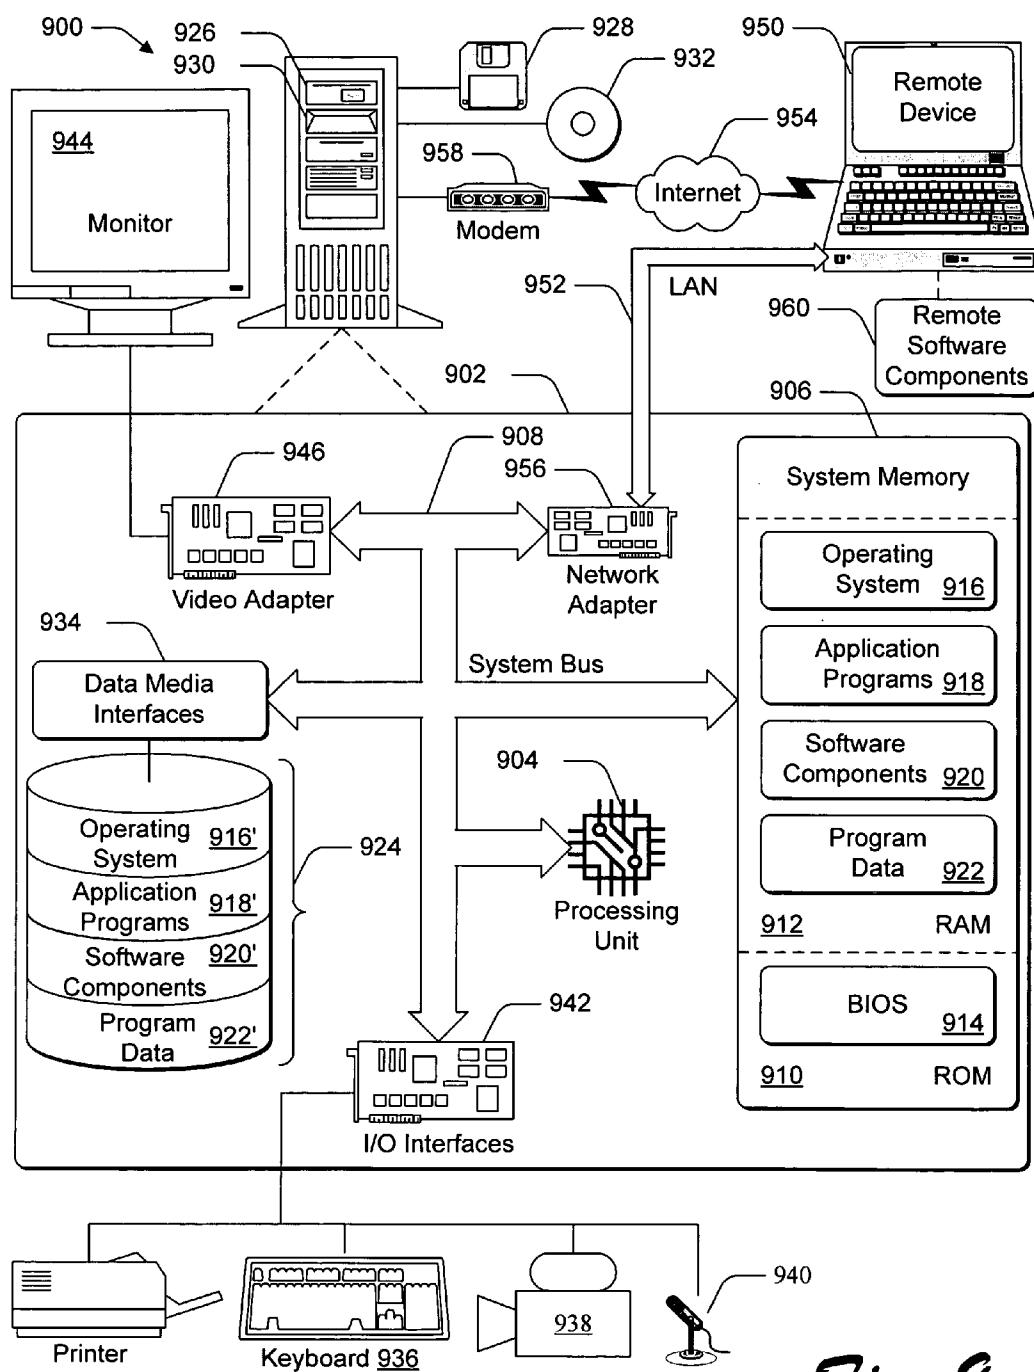 900
926
930
928
932
950
Remote
Device
944
Monitor
958
Modem
954
Internet
952
LAN
960
Remote
Software
Components
902
906
908
946
956
Video Adapter
Network
Adapter
System Memory
Operating
System 916
Application
Programs 918
Software
Components 920
Program
Data 922
912 RAM
BIOS
914
910 ROM
934
Data Media
Interfaces
System Bus
904
Processing
Unit
Operating
System 916'
Application
Programs 918'
Software
Components 920'
Program
Data 922'
924
942
I/O Interfaces
Printer
Keyboard 936
938
940